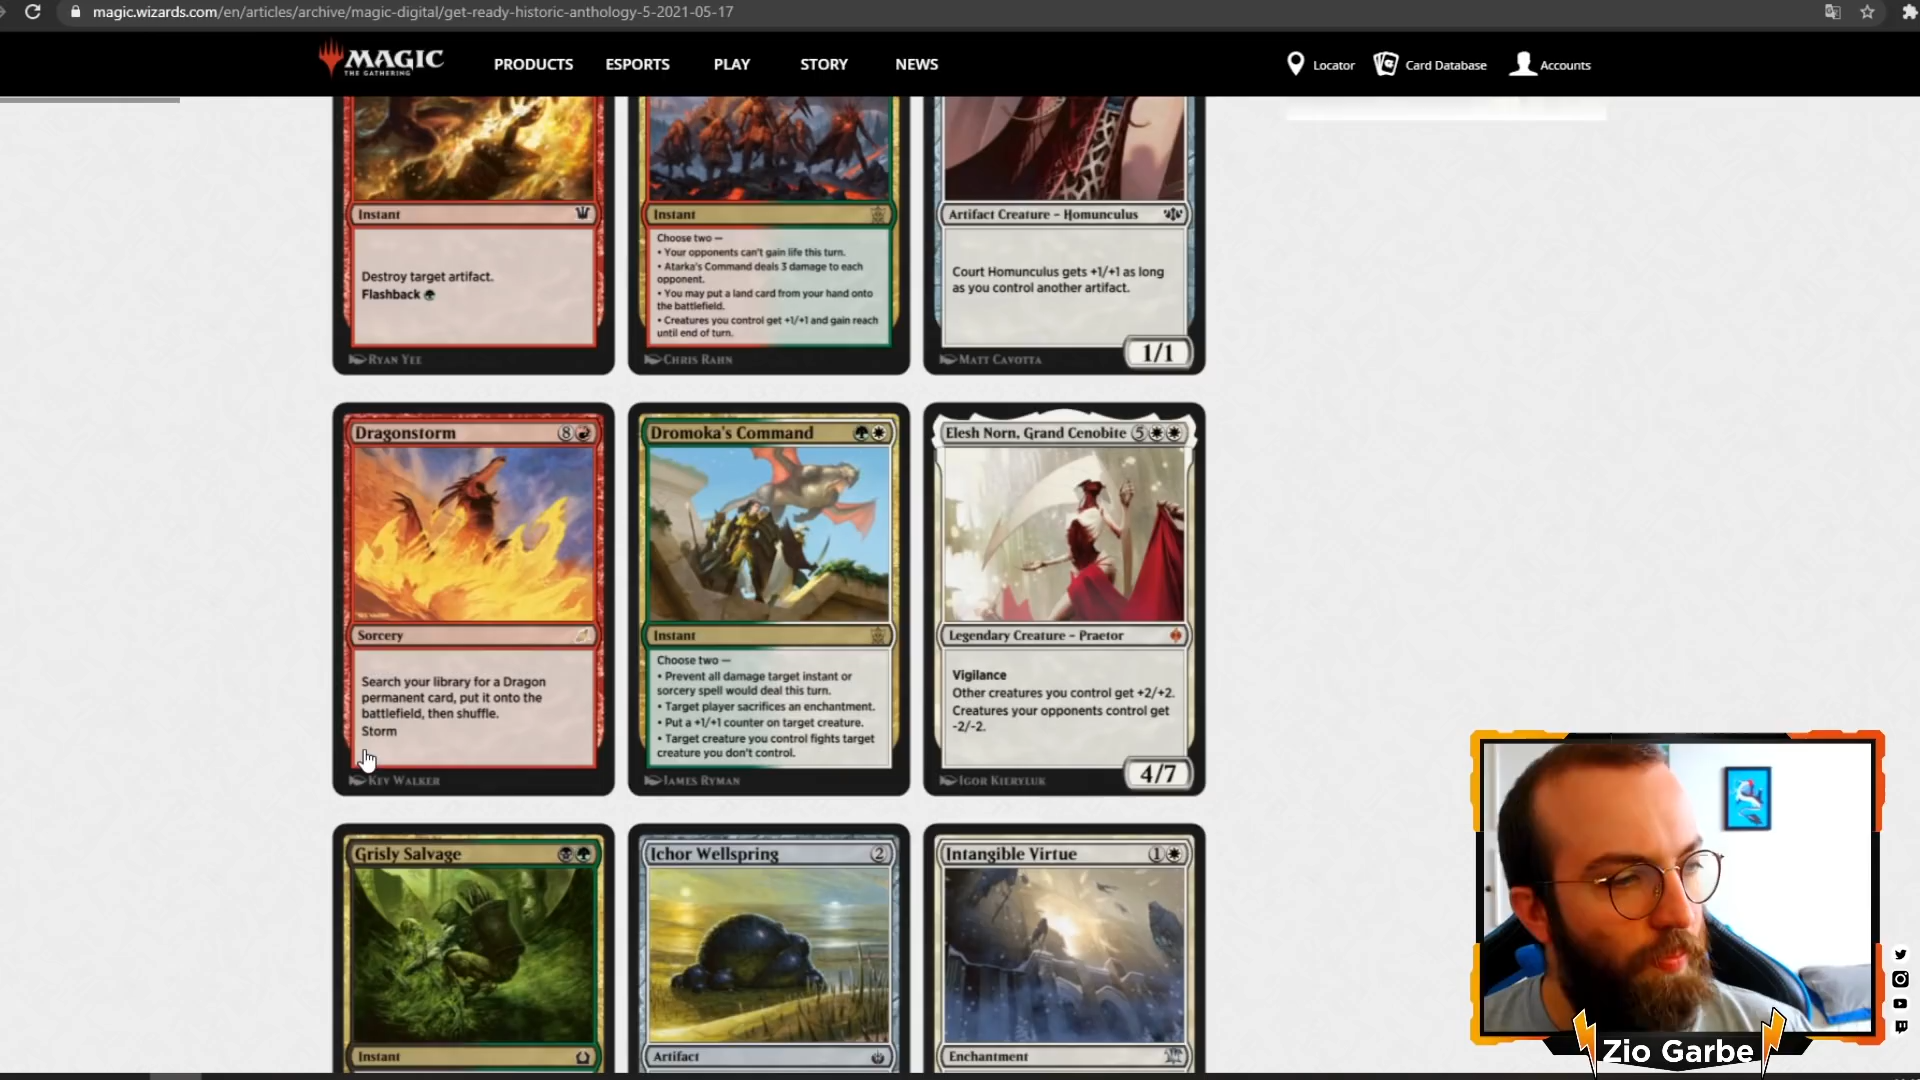 magic.wizards.com/en/articles/archive/magic-digital/get-ready-historic-anthology-5-2021-05-17
MAGIC
THE GATHERING
PRODUCTS
ESPORTS
PLAY
STORY
NEWS
Locator
Card Database
Accounts
Instant
Destroy target artifact.
Flashback
RYAN YEE
Instant
Choose two —
• Your opponents can't gain life this turn.
• Atarka's Command deals 3 damage to each
opponent.
• You may put a land card from your hand onto
the battlefield.
• Creatures you control get +1/+1 and gain reach
until end of turn.
CHRIS RAHN
Artifact Creature – Homunculus
Court Homunculus gets +1/+1 as long
as you control another artifact.
1/1
MATT CAVOTTA
Dragonstorm 8
Sorcery
Search your library for a Dragon
permanent card, put it onto the
battlefield, then shuffle.
Storm
KEV WALKER
Dromoka's Command
Instant
Choose two —
• Prevent all damage target instant or
sorcery spell would deal this turn.
• Target player sacrifices an enchantment.
• Put a +1/+1 counter on target creature.
• Target creature you control fights target
creature you don't control.
JAMES RYMAN
Elesh Norn, Grand Cenobite 5
Legendary Creature – Praetor
Vigilance
Other creatures you control get +2/+2.
Creatures your opponents control get
-2/-2.
4/7
IGOR KIERYLUK
Grisly Salvage
Instant
Ichor Wellspring 2
Artifact
Intangible Virtue 1
Enchantment
Zio Garbe